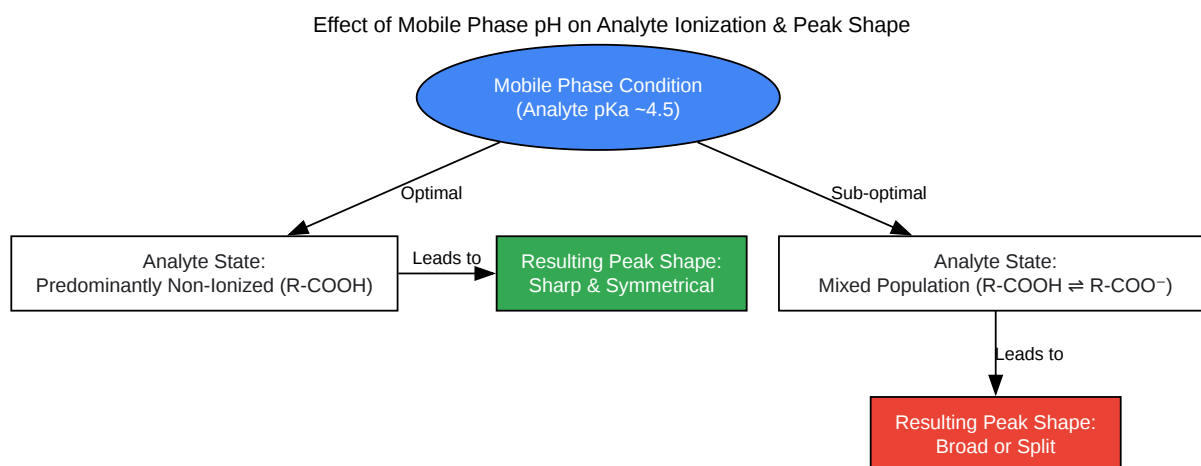 Effect of Mobile Phase pH on Analyte Ionization & Peak Shape
Mobile Phase Condition
(Analyte pKa ~4.5)
Optimal
Sub-optimal
Analyte State:
Predominantly Non-Ionized (R-COOH)
Leads to
Resulting Peak Shape:
Sharp & Symmetrical
Analyte State:
Mixed Population (R-COOH ⇌ R-COO⁻)
Leads to
Resulting Peak Shape:
Broad or Split